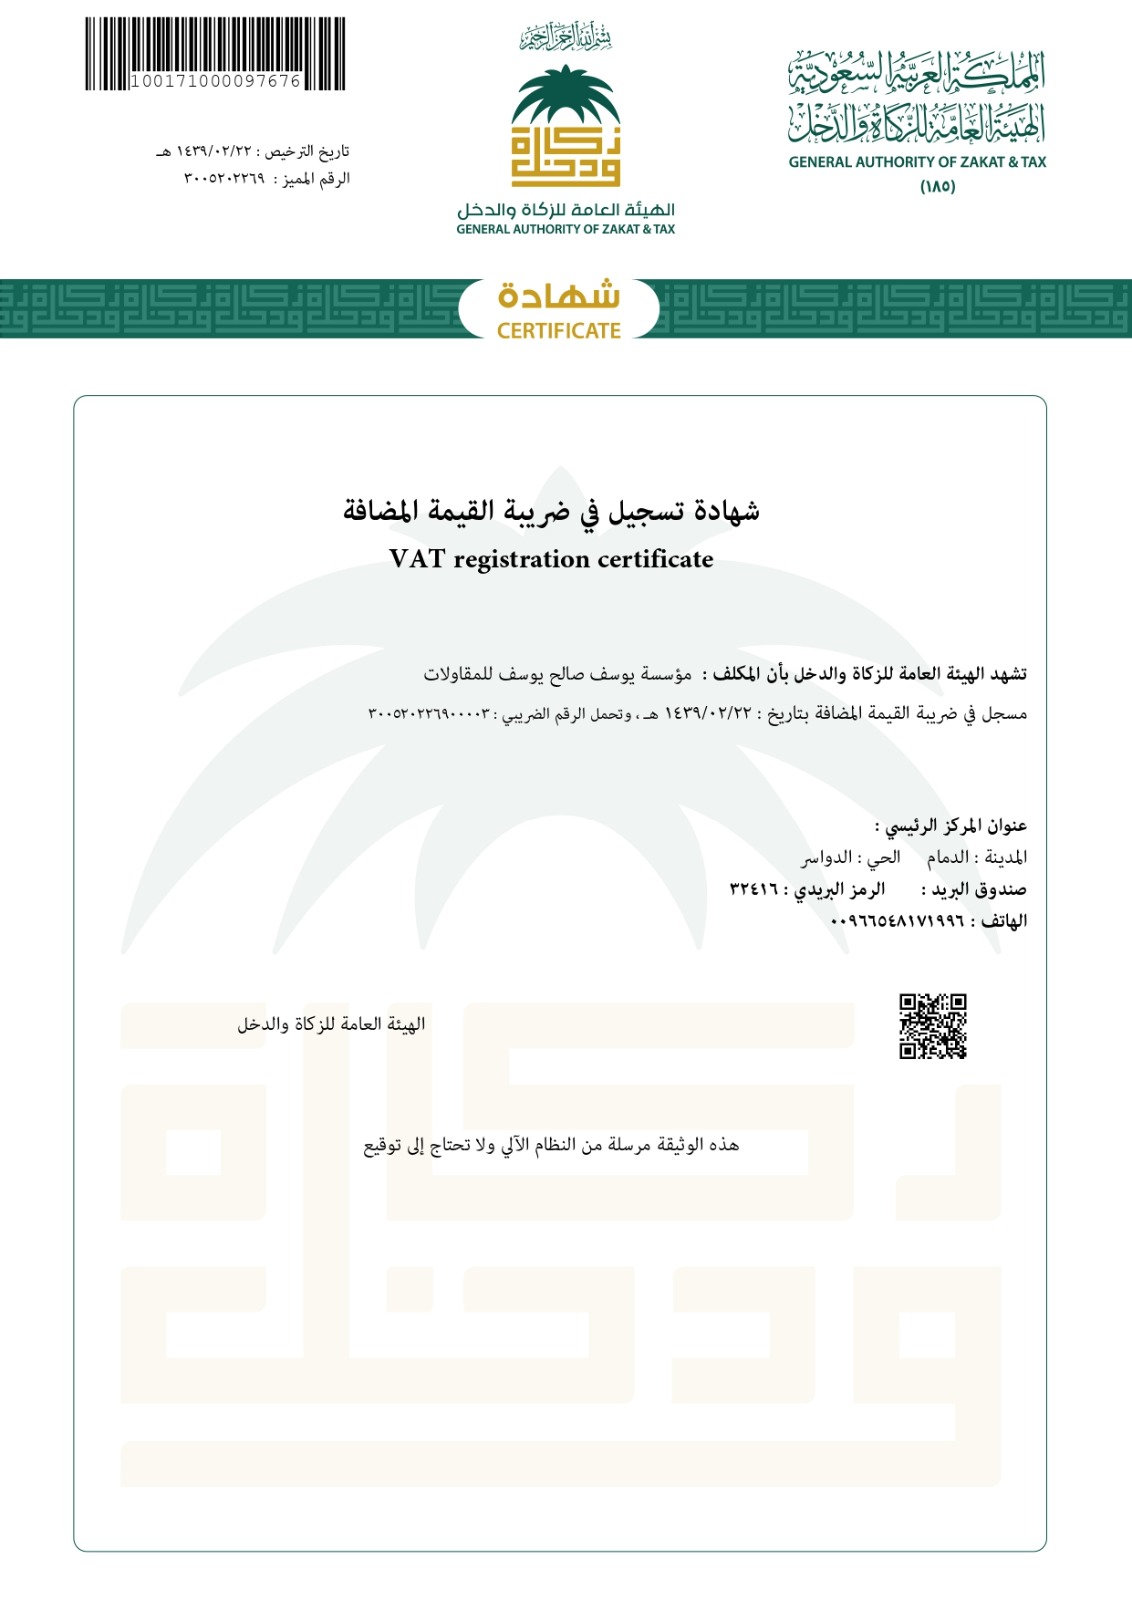 100171000097676
تاريخ الترخيص : ١٤٣٩/٠٢/٢٢ هـ
الرقم المميز : ٣٠٠٥٢٠٢٢٦٩
بسم الله الرحمن الرحيم
زكاة
ودخل
الهيئة العامة للزكاة والدخل
GENERAL AUTHORITY OF ZAKAT & TAX
المملكة العربية السعودية
الهيئة العامة للزكاة والدخل
GENERAL AUTHORITY OF ZAKAT & TAX
(١٨٥)
شهادة
CERTIFICATE
شهادة تسجيل في ضريبة القيمة المضافة
VAT registration certificate
تشهد الهيئة العامة للزكاة والدخل بأن المكلف : مؤسسة يوسف صالح يوسف للمقاولات
مسجل في ضريبة القيمة المضافة بتاريخ : ١٤٣٩/٠٢/٢٢ هـ ، وتحمل الرقم الضريبي : ٣٠٠٥٢٠٢٢٦٩٠٠٠٠٣
عنوان المركز الرئيسي :
المدينة : الدمام الحي : الدواسر
صندوق البريد : الرمز البريدي : ٣٢٤١٦
الهاتف : ٠٠٩٦٦٥٤٨١٧١٩٩٦
الهيئة العامة للزكاة والدخل
هذه الوثيقة مرسلة من النظام الآلي ولا تحتاج إلى توقيع